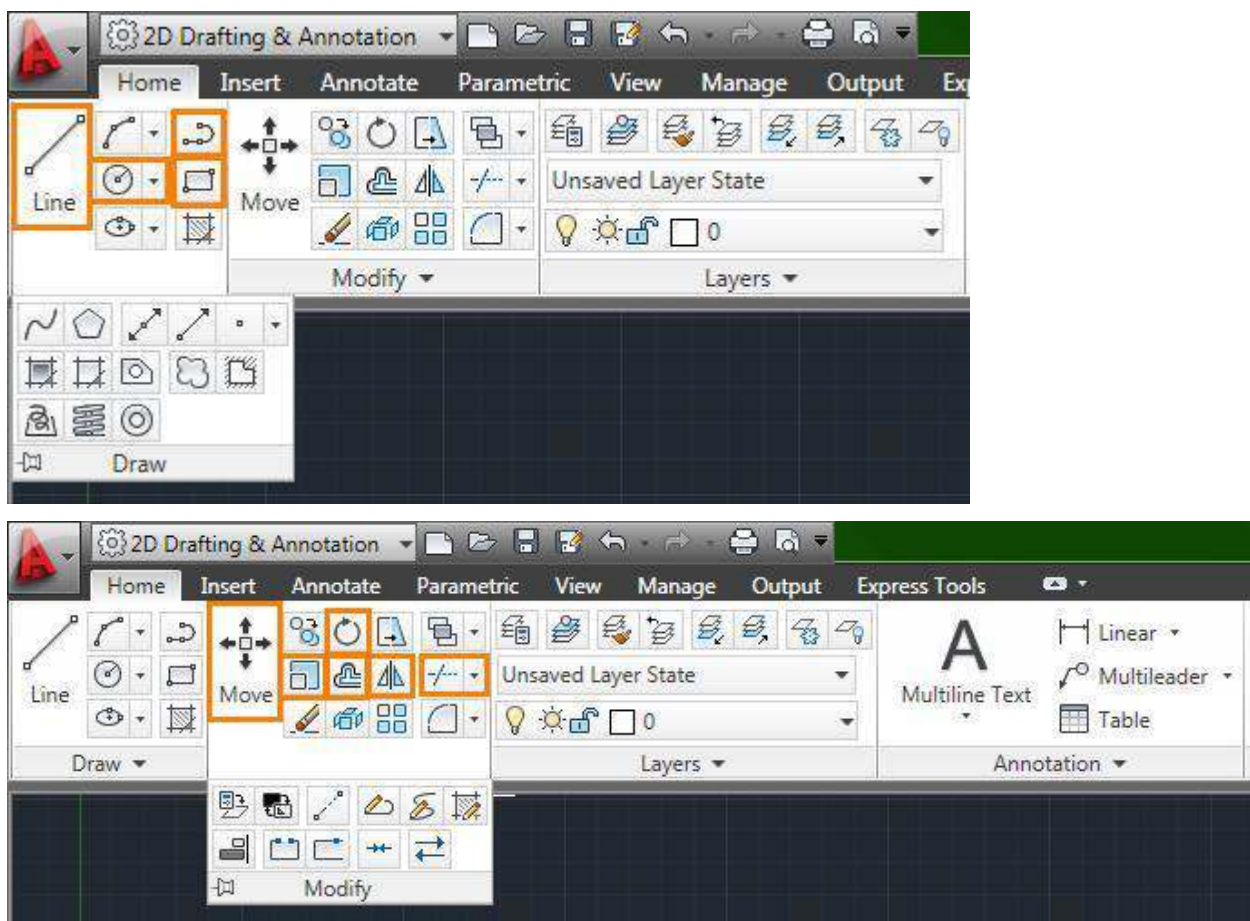 2D Drafting & Annotation
Home Insert Annotate Parametric View Manage Output Ex
Line
Move
Unsaved Layer State
0
Modify Layers
Draw
2D Drafting & Annotation
Home Insert Annotate Parametric View Manage Output Express Tools
Line
Move
Unsaved Layer State
0
A
Multiline Text
Linear
Multileader
Table
Draw Layers Annotation
Modify